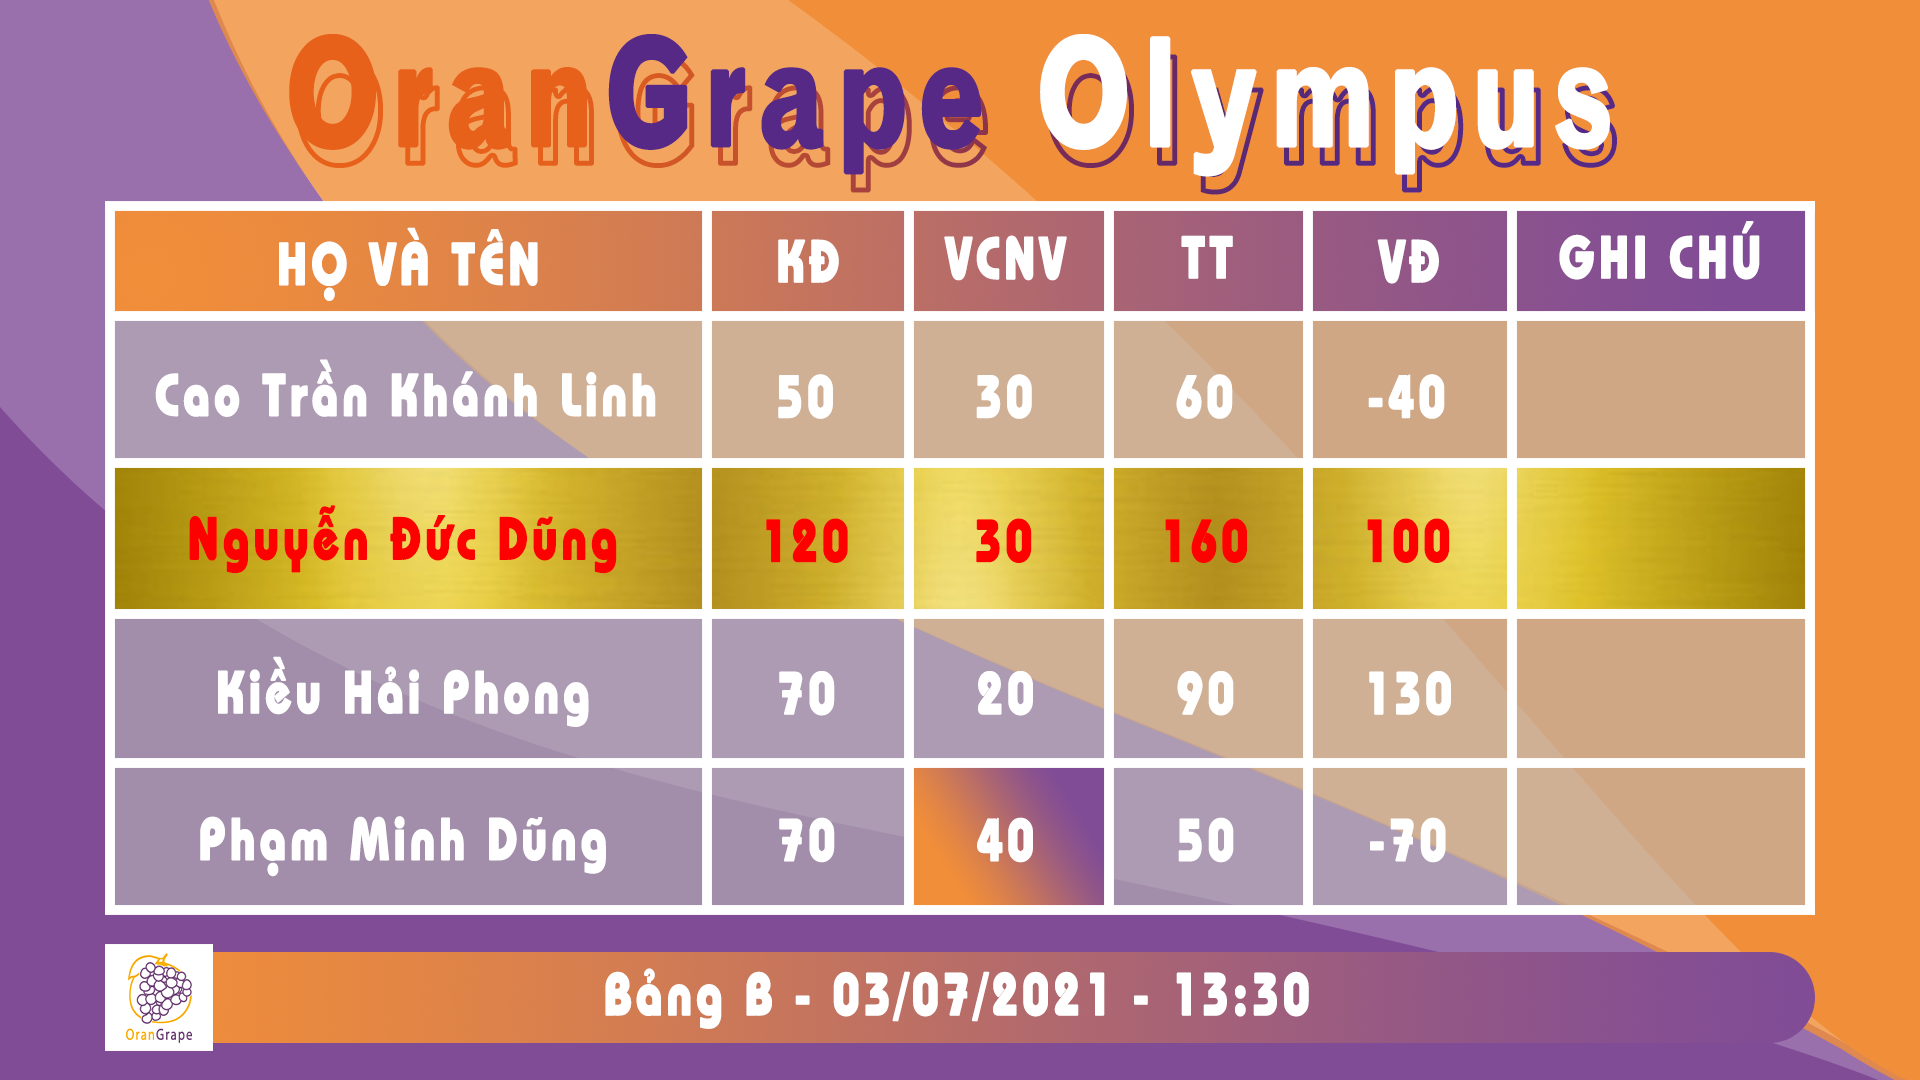 OranGrape Olympus
HỌ VÀ TÊN KĐ VCNV TT VĐ GHI CHÚ
Cao Trần Khánh Linh 50 30 60 -40
Nguyễn Đức Dũng 120 30 160 100
Kiều Hải Phong 70 20 90 130
Phạm Minh Dũng 70 40 50 -70
Bảng B - 03/07/2021 - 13:30
OranGrape